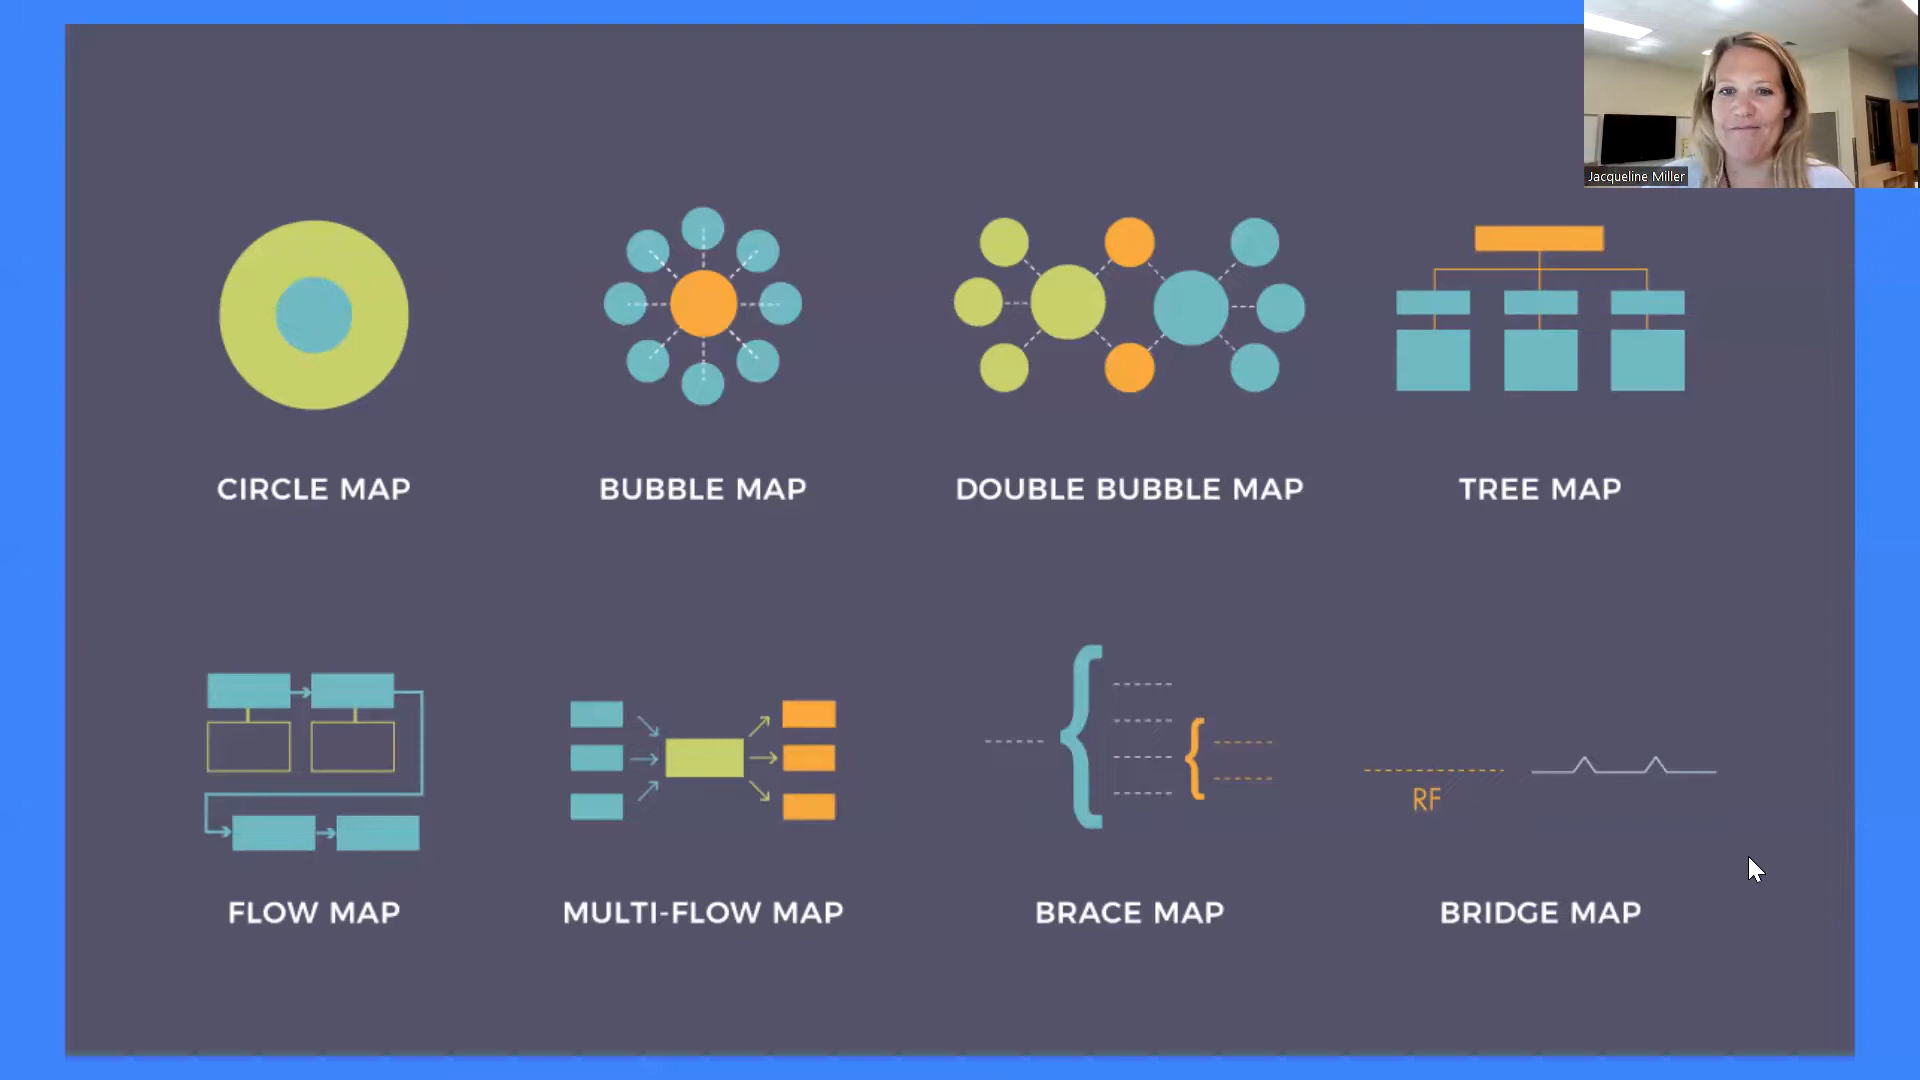 Jacqueline Miller
CIRCLE MAP
BUBBLE MAP
DOUBLE BUBBLE MAP
TREE MAP
RF
FLOW MAP
MULTI-FLOW MAP
BRACE MAP
BRIDGE MAP